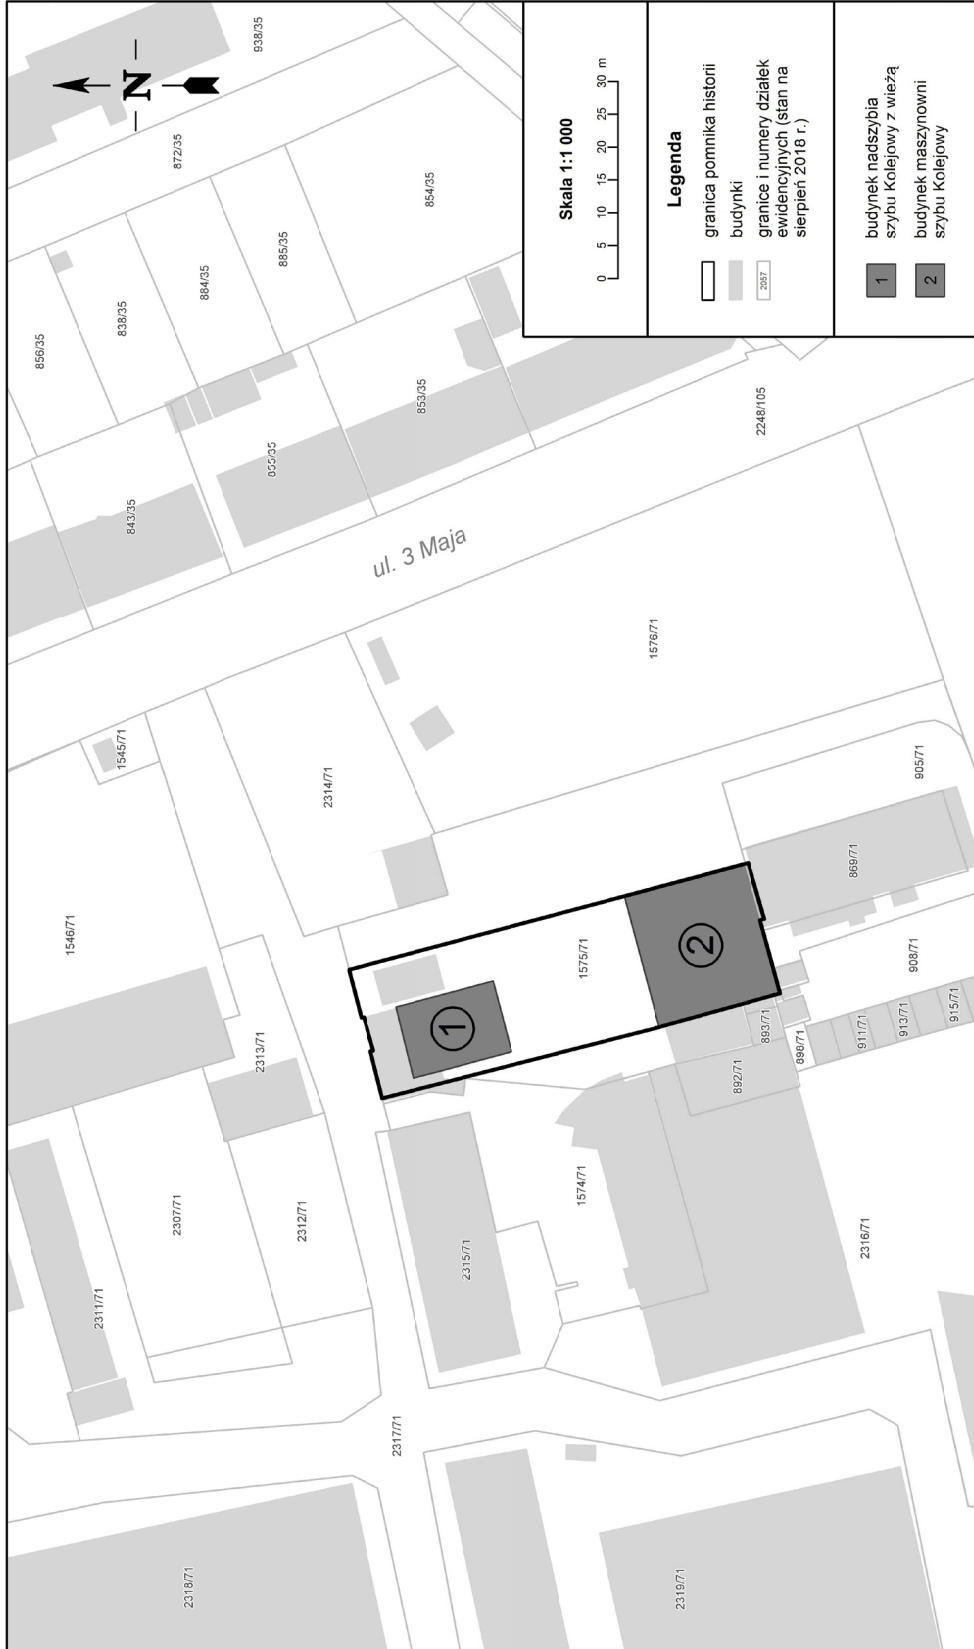 938/35
N
872/35
854/35
885/35
884/35
838/35
856/35
853/35
855/35
843/35
2248/105
ul. 3 Maja
1576/71
1545/71
2314/71
1546/71
905/71
869/71
908/71
1575/71
1
2
2313/71
893/71
896/71
911/71
913/71
915/71
892/71
2307/71
2312/71
2311/71
2315/71
1574/71
2316/71
2317/71
2318/71
2319/71
Skala 1:1 000
0 5 10 15 20 25 30 m
Legenda
granica pomnika historii
budynki
2057
granice i numery działek
ewidencyjnych (stan na
sierpień 2018 r.)
1
budynek nadszybia
szybu Kolejowy z wieżą
2
budynek maszynowni
szybu Kolejowy